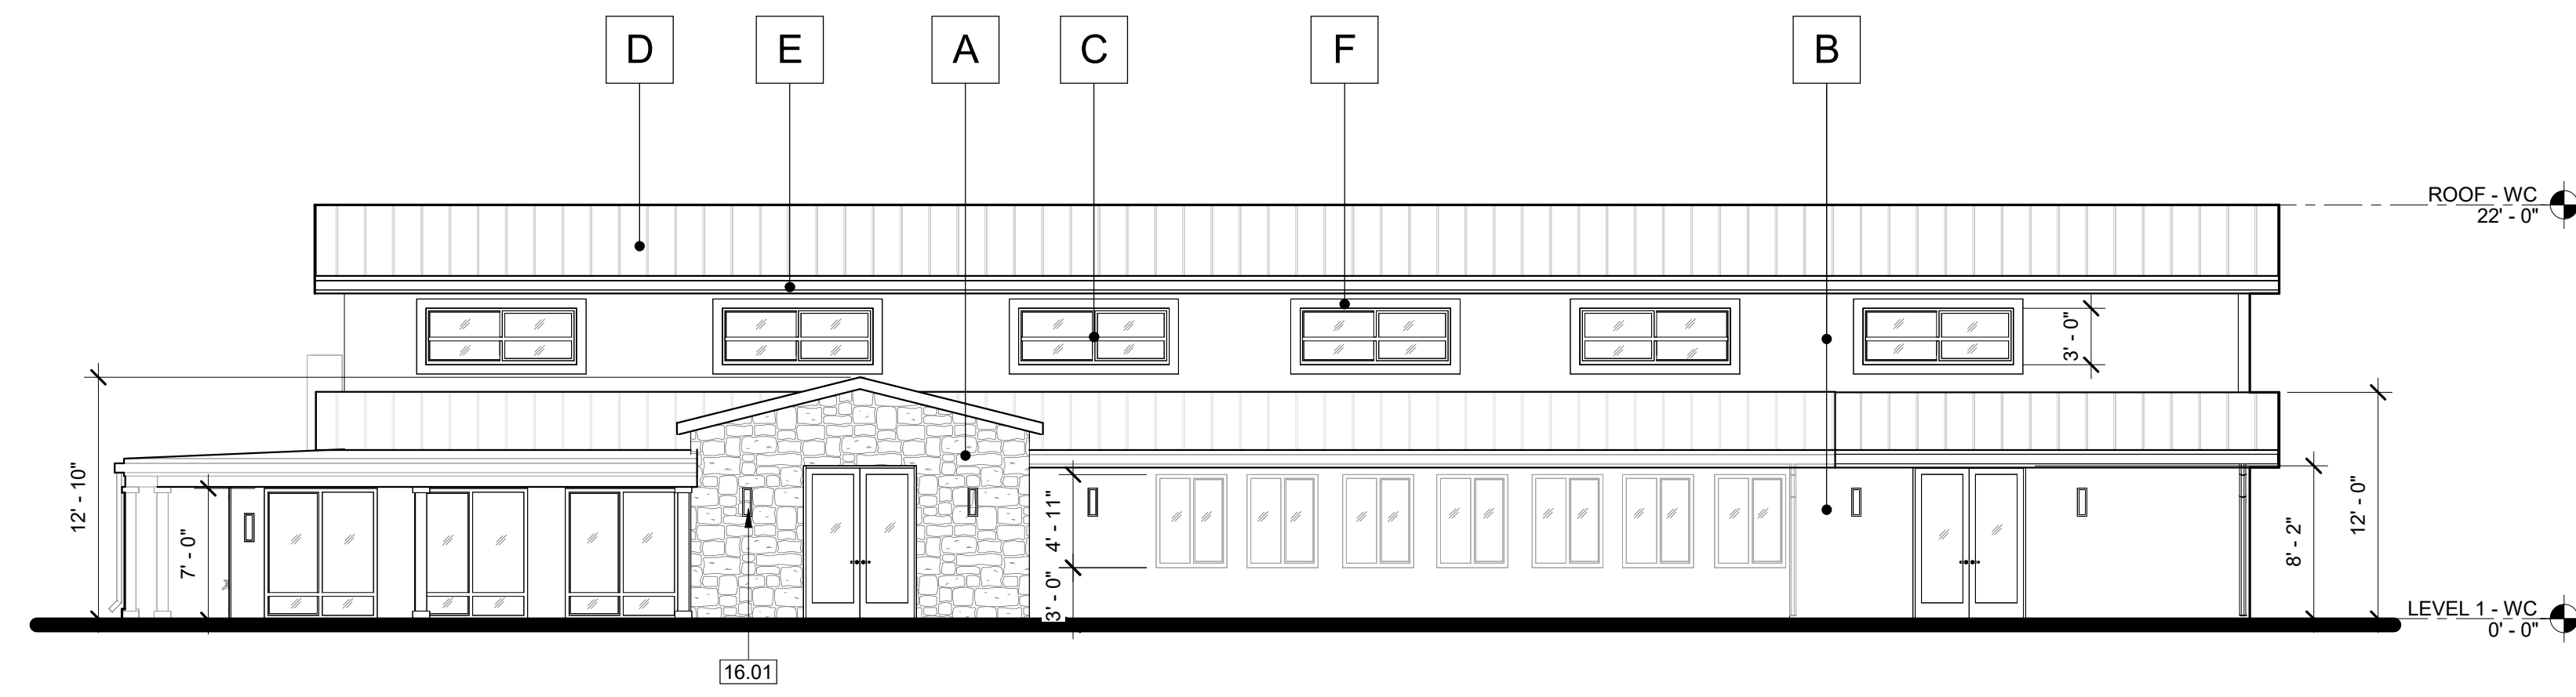 D E A C F B
ROOF - WC
22' - 0"
3' - 0"
12' - 10"
7' - 0"
4' - 11"
3' - 0"
8' - 2"
12' - 0"
LEVEL 1 - WC
0' - 0"
16.01